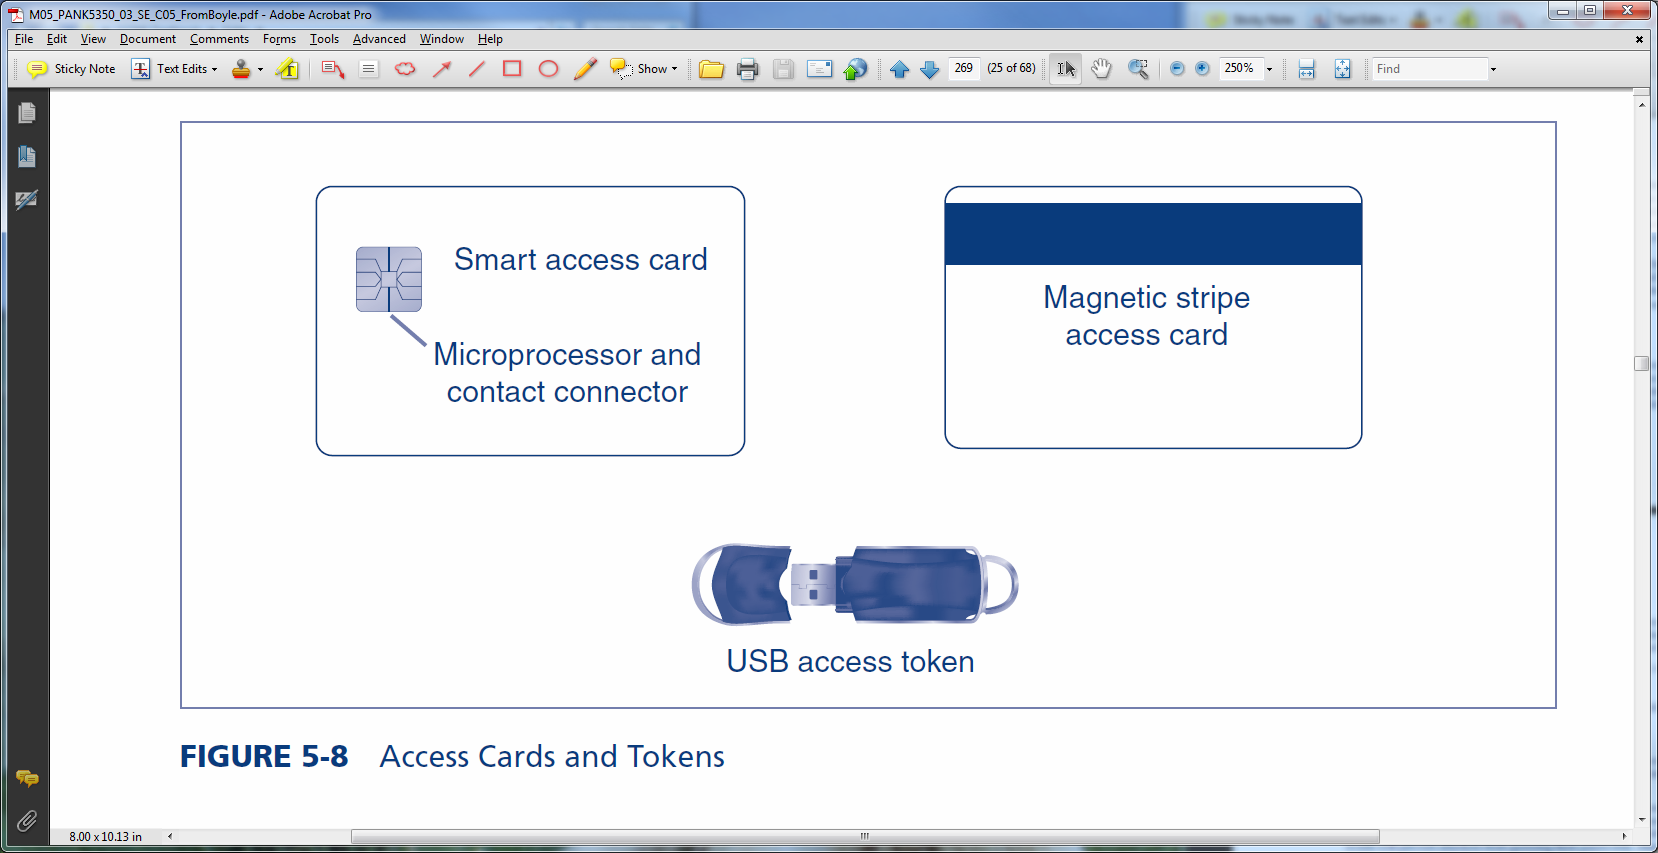 M05_PANK5350_03_SE_C05_FromBoyle.pdf - Adobe Acrobat Pro
File Edit View Document Comments Forms Tools Advanced Window Help
Sticky Note Text Edits Show 269 (25 of 68) 250% Find
Smart access card
Microprocessor and
contact connector
Magnetic stripe
access card
USB access token
FIGURE 5-8 Access Cards and Tokens
8.00 x 10.13 in